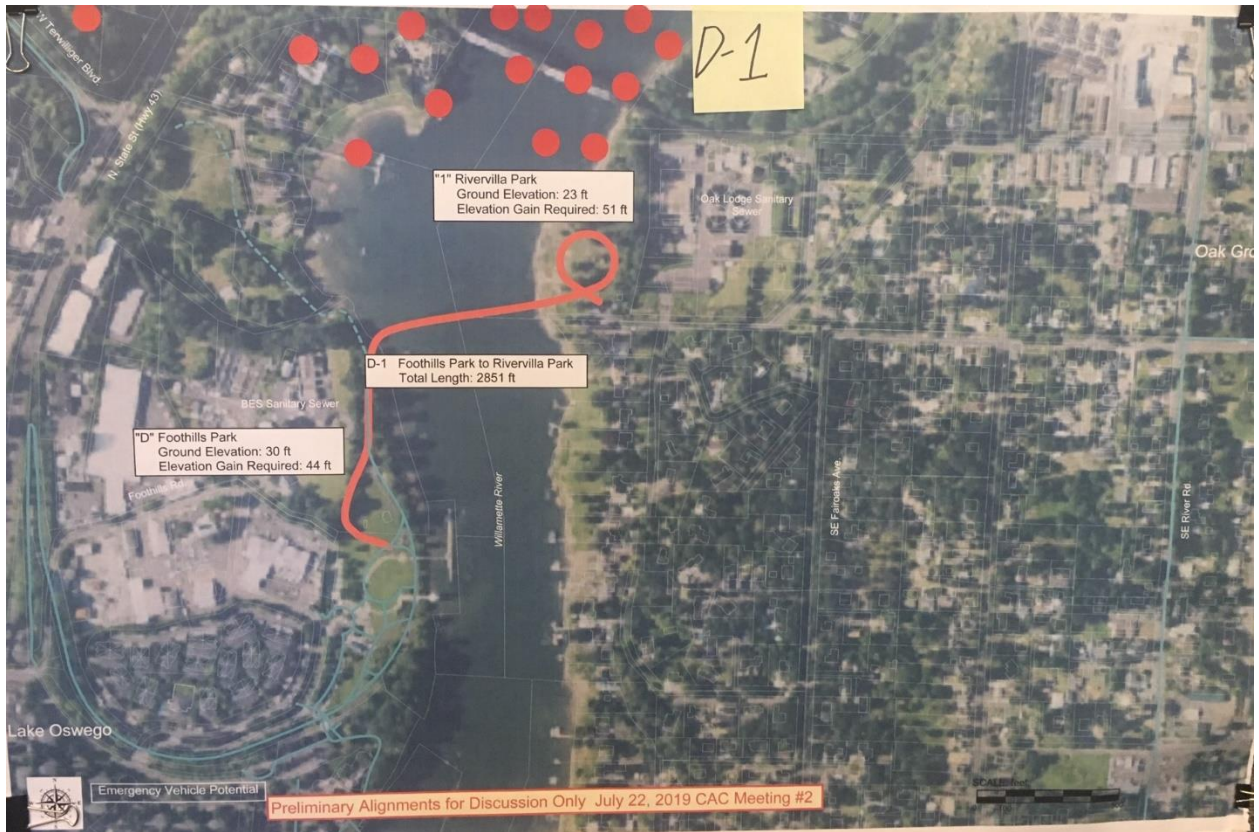 D-1
W Terwilliger Blvd.
N. State St (Hwy 43)
"1" Rivervilla Park
Ground Elevation: 23 ft
Elevation Gain Required: 51 ft
Oak Lodge Sanitary
Sewer
Oak Gro
D-1 Foothills Park to Rivervilla Park
Total Length: 2851 ft
BES Sanitary Sewer
"D" Foothills Park
Ground Elevation: 30 ft
Elevation Gain Required: 44 ft
Foothills Rd
Willamette River
SE Fairoaks Ave.
SE River Rd.
Lake Oswego
Emergency Vehicle Potential
Preliminary Alignments for Discussion Only July 22, 2019 CAC Meeting #2